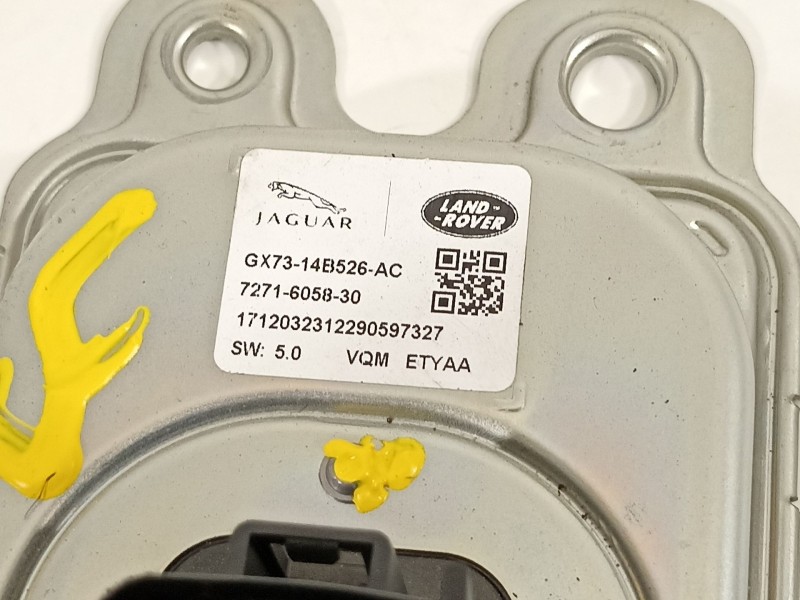 JAGUAR
LAND-
-ROVER
GX73-14B526-AC
7271-6058-30
1712032312290597327
SW: 5.0 VQM ETYAA